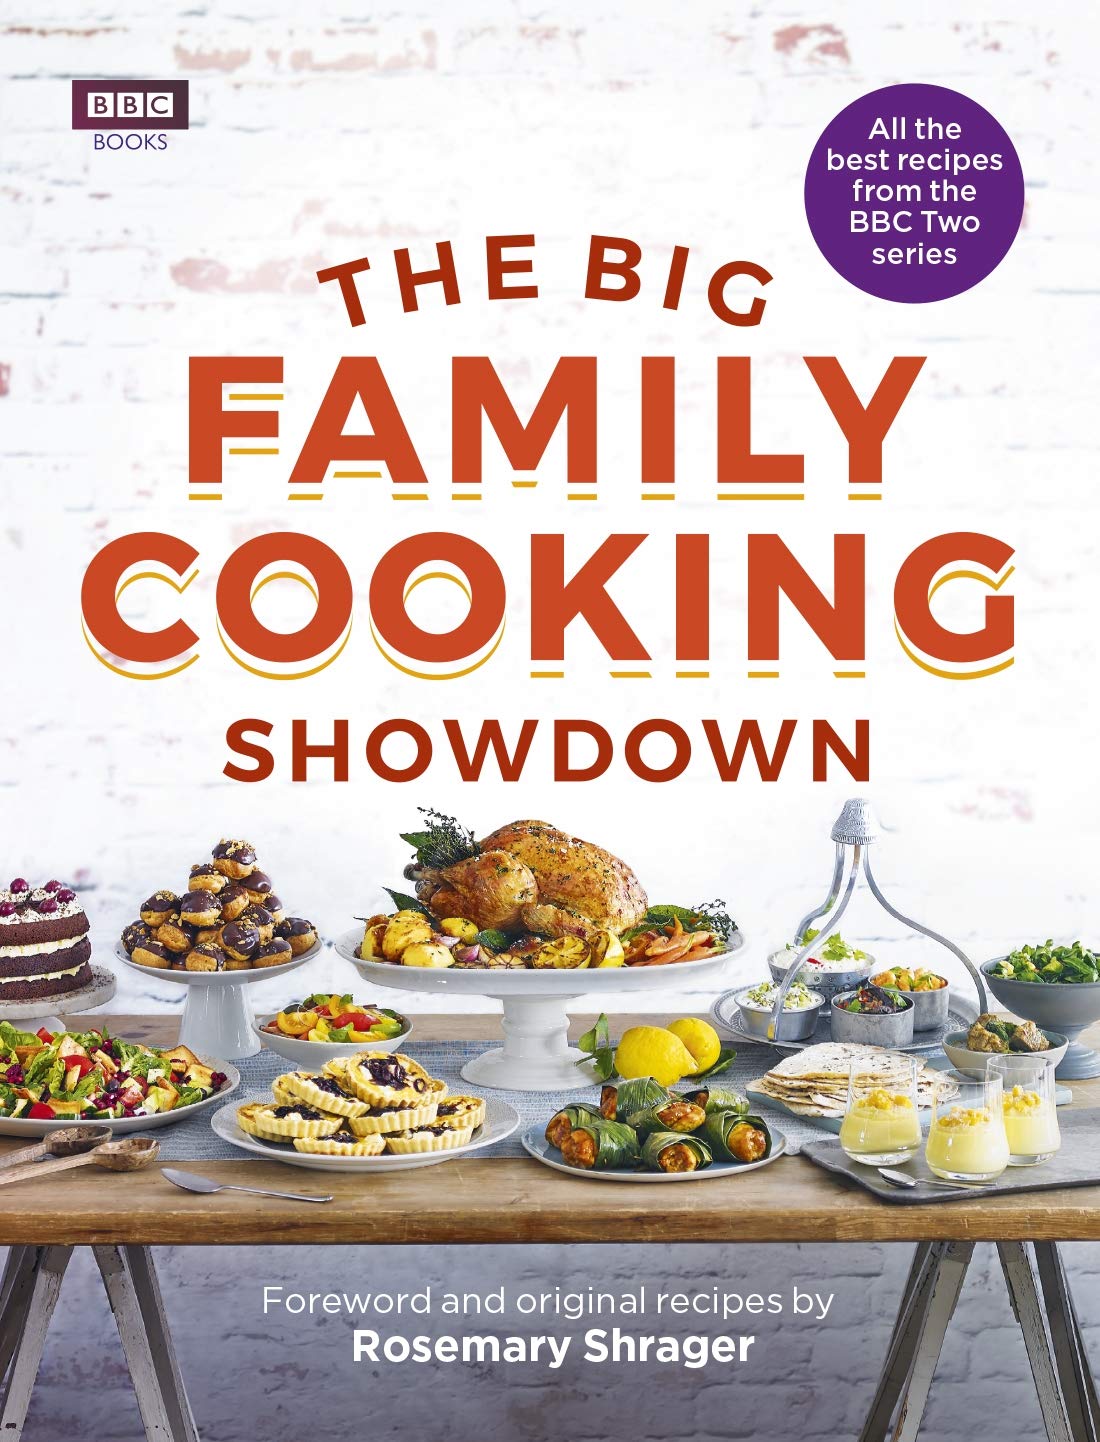 BBC
BOOKS
All the
best recipes
from the
BBC Two
series
THE BIG
FAMILY
COOKING
SHOWDOWN
Foreword and original recipes by
Rosemary Shrager